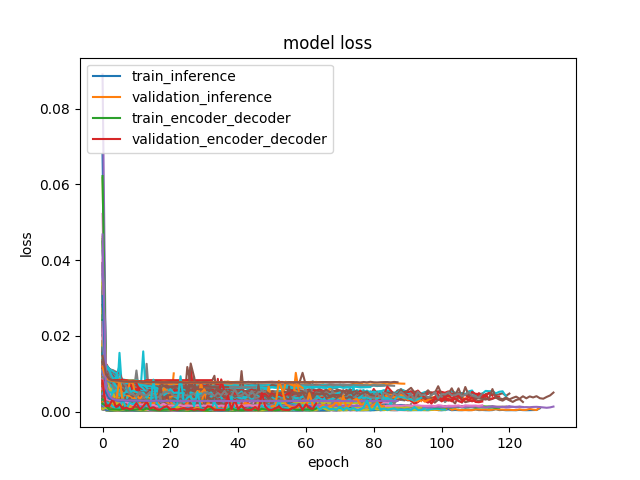 model loss
train_inference
validation_inference
train_encoder_decoder
validation_encoder_decoder
loss
0.08
0.06
0.04
0.02
0.00
0 20 40 60 80 100 120
epoch